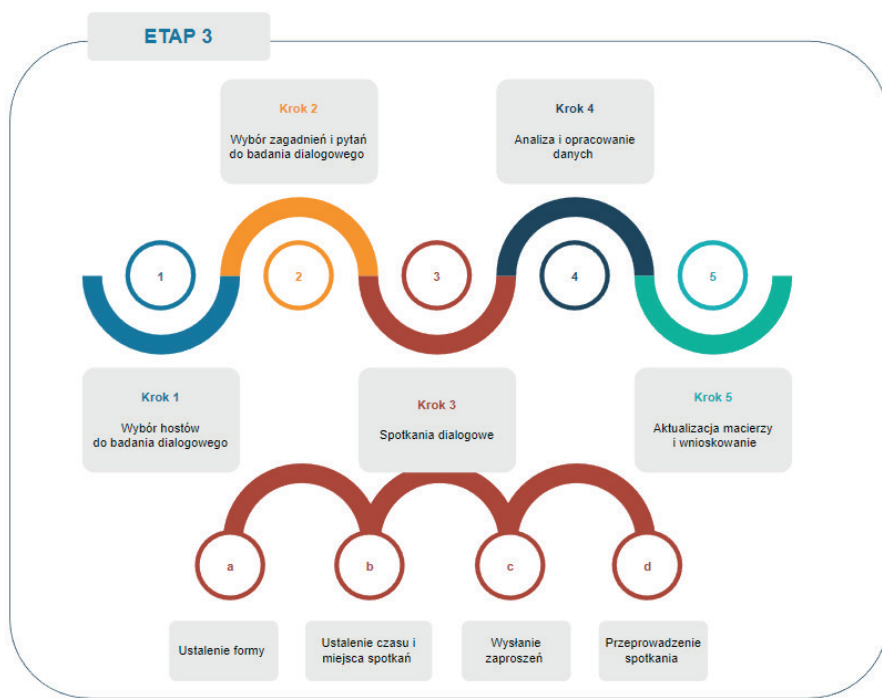 ETAP 3
Krok 2
Wybór zagadnień i pytań
do badania dialogowego
Krok 4
Analiza i opracowanie
danych
1
2
3
4
5
Krok 1
Wybór hostów
do badania dialogowego
Krok 3
Spotkania dialogowe
Krok 5
Aktualizacja macierzy
i wnioskowanie
a
b
c
d
Ustalenie formy
Ustalenie czasu i
miejsca spotkań
Wysłanie
zaproszeń
Przeprowadzenie
spotkania